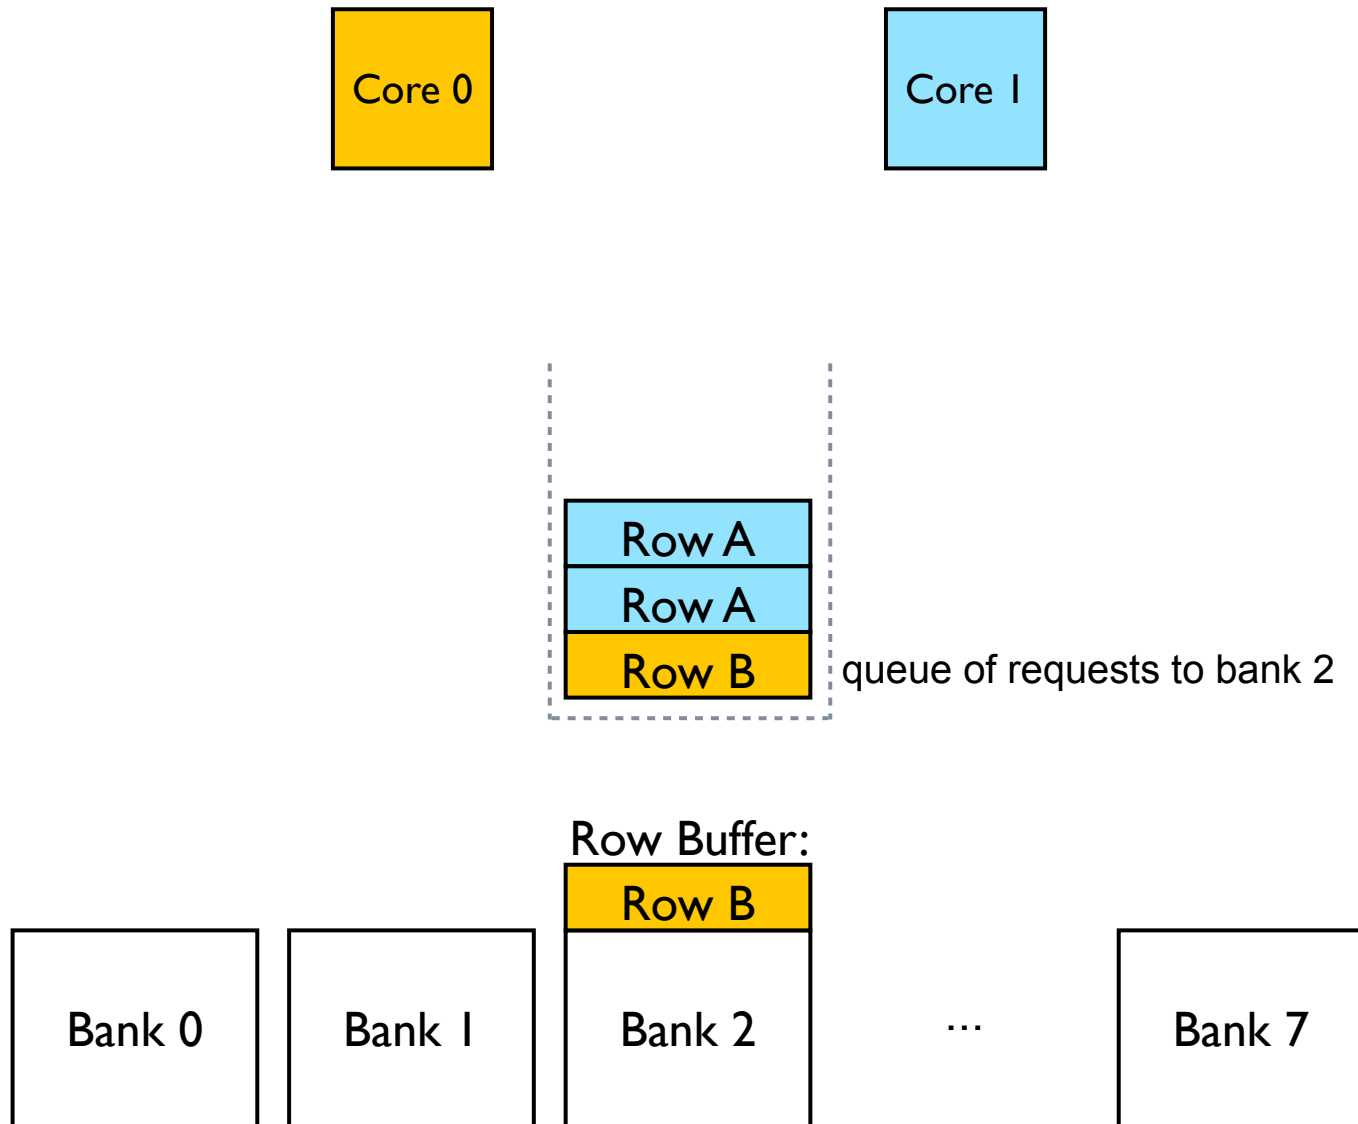 Core 0
Core 1
Row A
Row A
Row B
queue of requests to bank 2
Row Buffer:
Row B
Bank 0
Bank 1
Bank 2
...
Bank 7